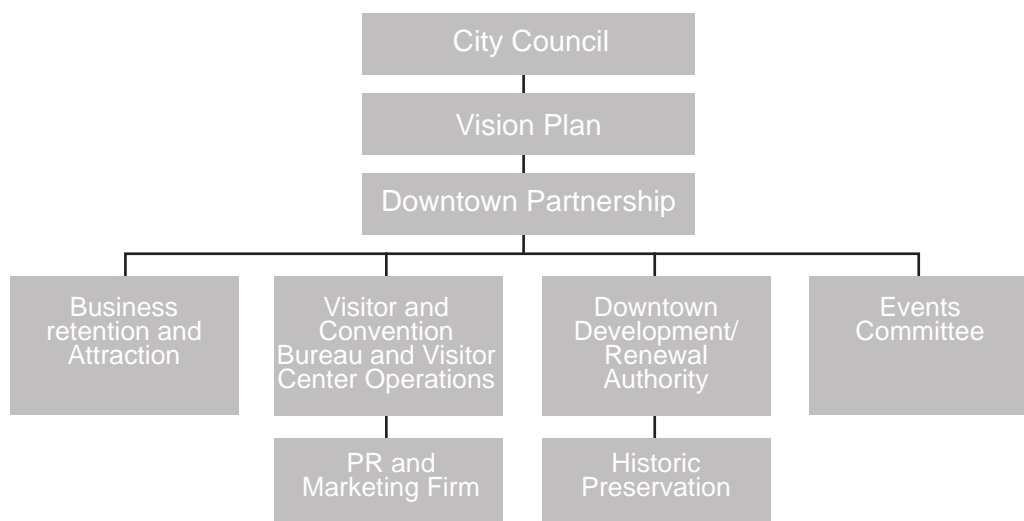 City Council
Vision Plan
Downtown Partnership
Business
retention and
Attraction
Visitor and
Convention
Bureau and Visitor
Center Operations
Downtown
Development/
Renewal
Authority
Events
Committee
PR and
Marketing Firm
Historic
Preservation